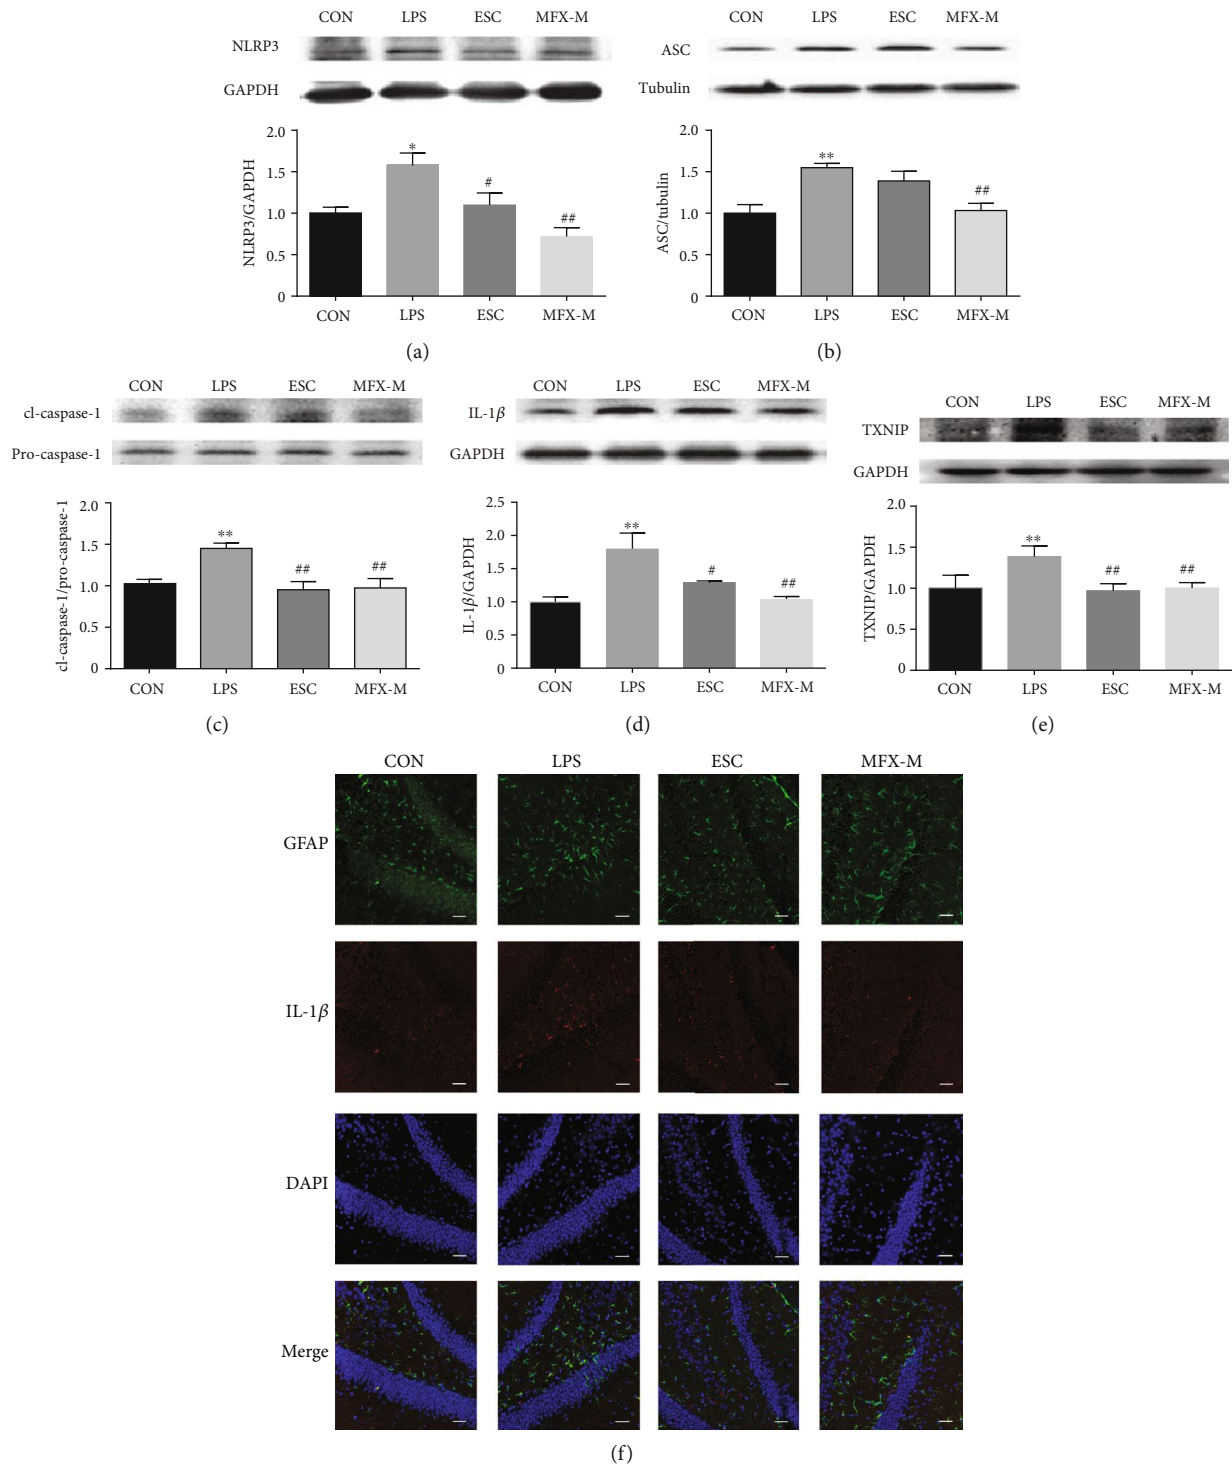 CON LPS ESC MFX-M
NLRP3
GAPDH
2.0
1.5
1.0
0.5
0
NLRP3/GAPDH
*
#
##
CON LPS ESC MFX-M
(a)
CON LPS ESC MFX-M
ASC
Tubulin
2.0
1.5
1.0
0.5
0
ASC/tubulin
**
##
CON LPS ESC MFX-M
(b)
CON LPS ESC MFX-M
cl-caspase-1
Pro-caspase-1
2.0
1.5
1.0
0.5
0
cl-caspase-1/pro-caspase-1
**
##
##
CON LPS ESC MFX-M
(c)
CON LPS ESC MFX-M
IL-1β
GAPDH
2.5
2.0
1.5
1.0
0.5
0
IL-1β/GAPDH
**
#
##
CON LPS ESC MFX-M
(d)
CON LPS ESC MFX-M
TXNIP
GAPDH
2.0
1.5
1.0
0.5
0
TXNIP/GAPDH
**
##
##
CON LPS ESC MFX-M
(e)
CON LPS ESC MFX-M
GFAP
IL-1β
DAPI
Merge
(f)